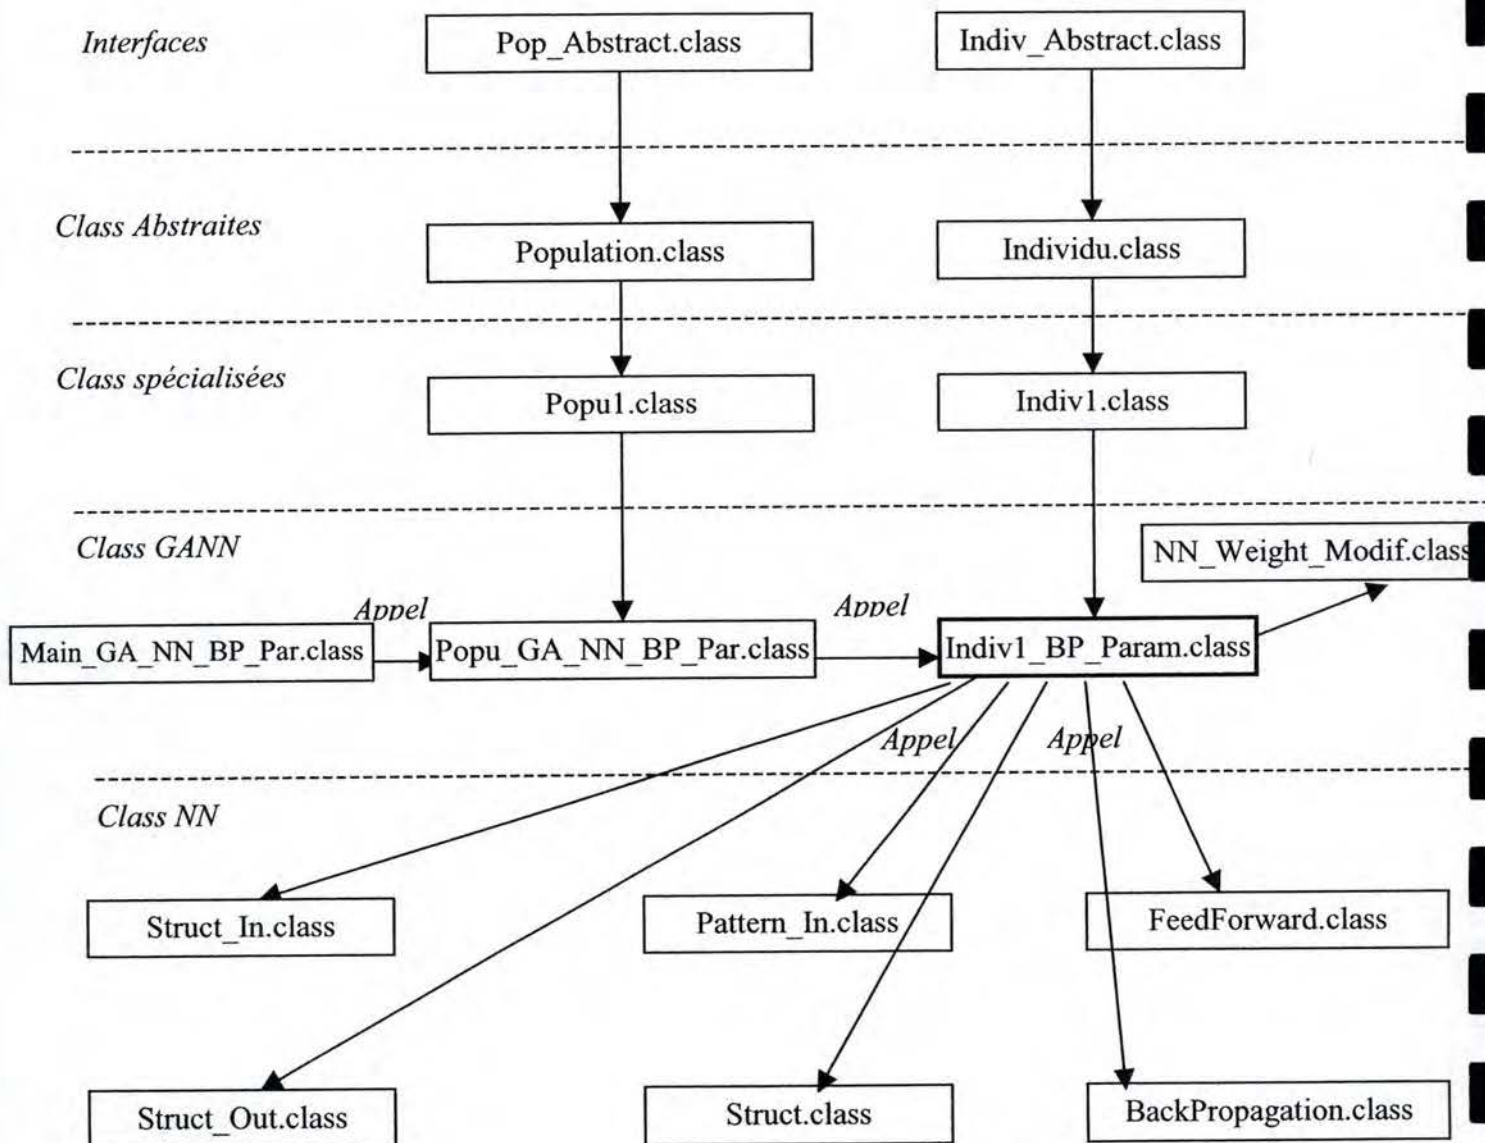 Interfaces
Pop_Abstract.class
Indiv_Abstract.class
Class Abstraites
Population.class
Individu.class
Class spécialisées
Popu1.class
Indiv1.class
Class GANN
NN_Weight_Modif.class
Appel
Appel
Main_GA_NN_BP_Par.class
Popu_GA_NN_BP_Par.class
Indiv1_BP_Param.class
Appel
Appel
Class NN
Struct_In.class
Pattern_In.class
FeedForward.class
Struct_Out.class
Struct.class
BackPropagation.class